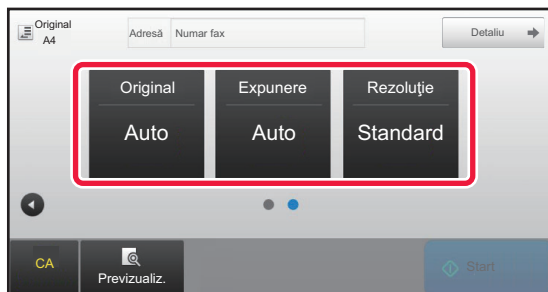 Original
A4
Adresă
Numar fax
Detaliu
Original
Expunere
Rezoluţie
Auto
Auto
Standard
CA
Previzualiz.
Start